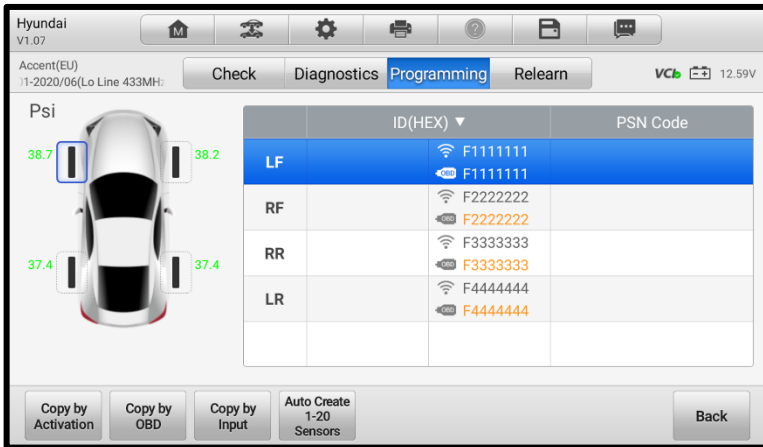 Hyundai
V1.07
M
?
Accent(EU)
)1-2020/06(Lo Line 433MHz
Check
Diagnostics
Programming
Relearn
VCI
12.59V
Psi
38.7
38.2
37.4
37.4
ID(HEX) ▼
PSN Code
LF
F1111111
OBD F1111111
RF
F2222222
OBD F2222222
RR
F3333333
OBD F3333333
LR
F4444444
OBD F4444444
Copy by
Activation
Copy by
OBD
Copy by
Input
Auto Create
1-20
Sensors
Back